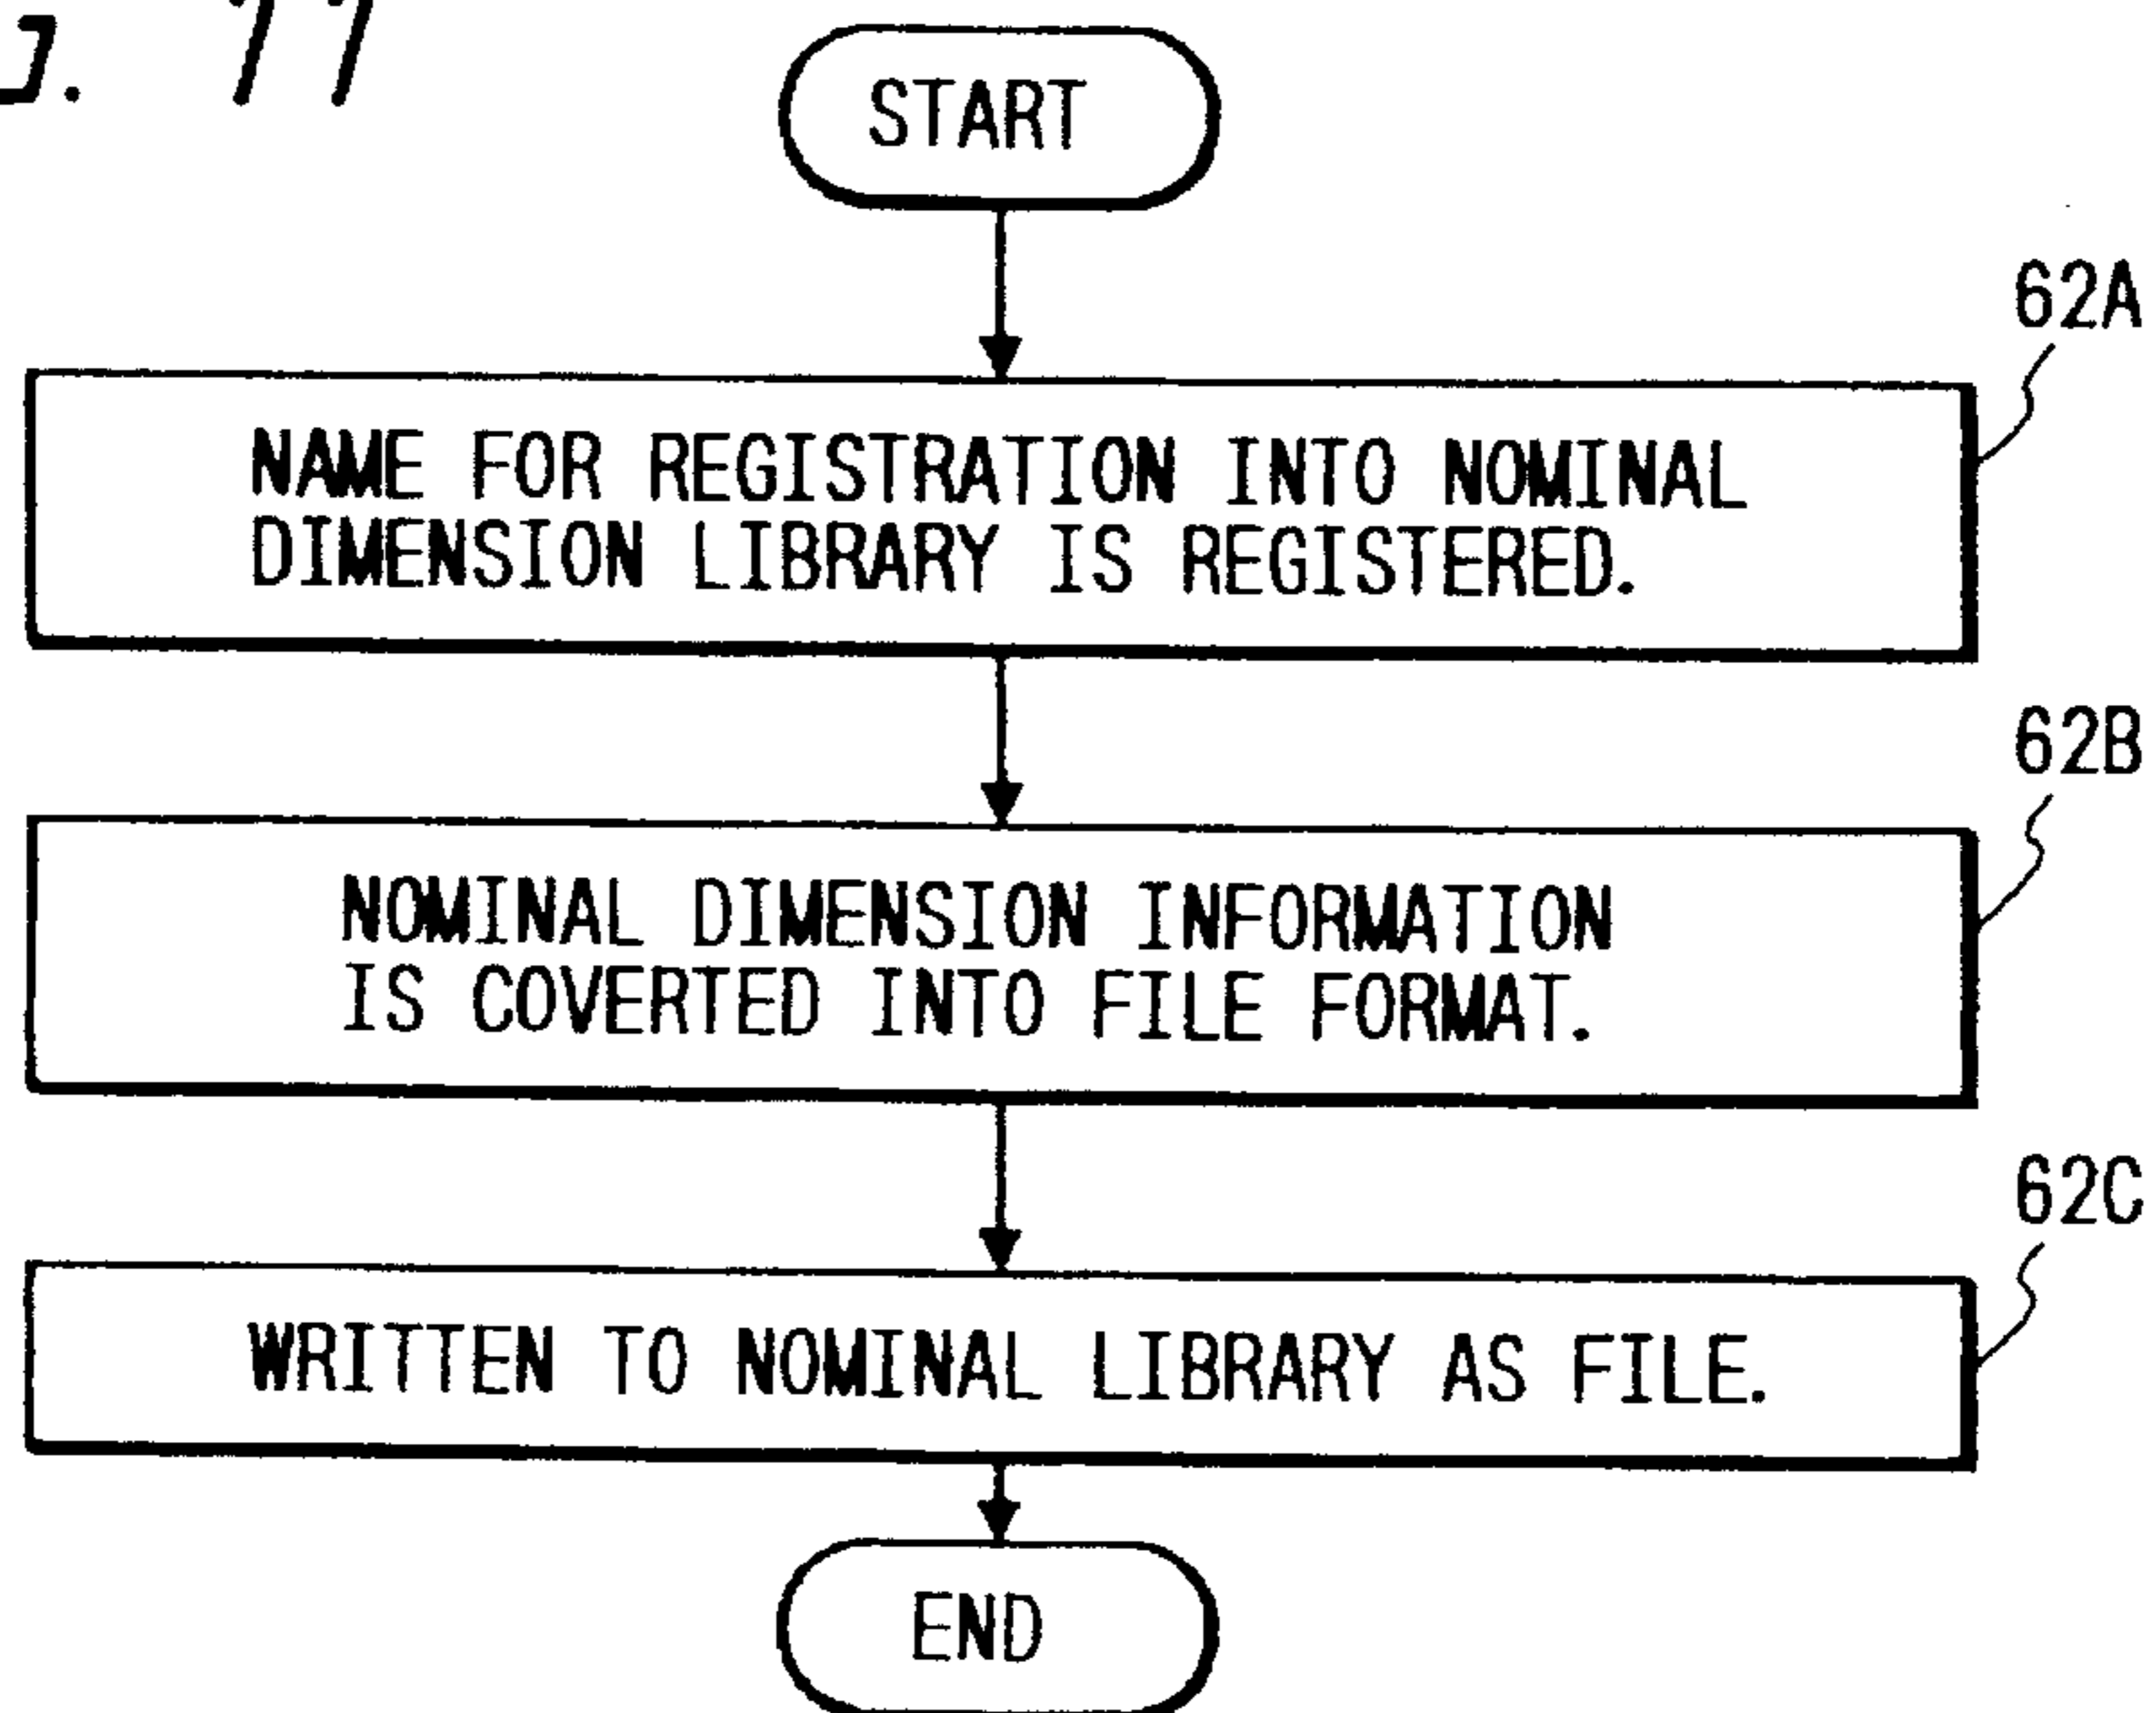 START
62A
NAME FOR REGISTRATION INTO NOMINAL
DIMENSION LIBRARY IS REGISTERED.
62B
NOMINAL DIMENSION INFORMATION
IS COVERTED INTO FILE FORMAT.
62C
WRITTEN TO NOMINAL LIBRARY AS FILE.
END